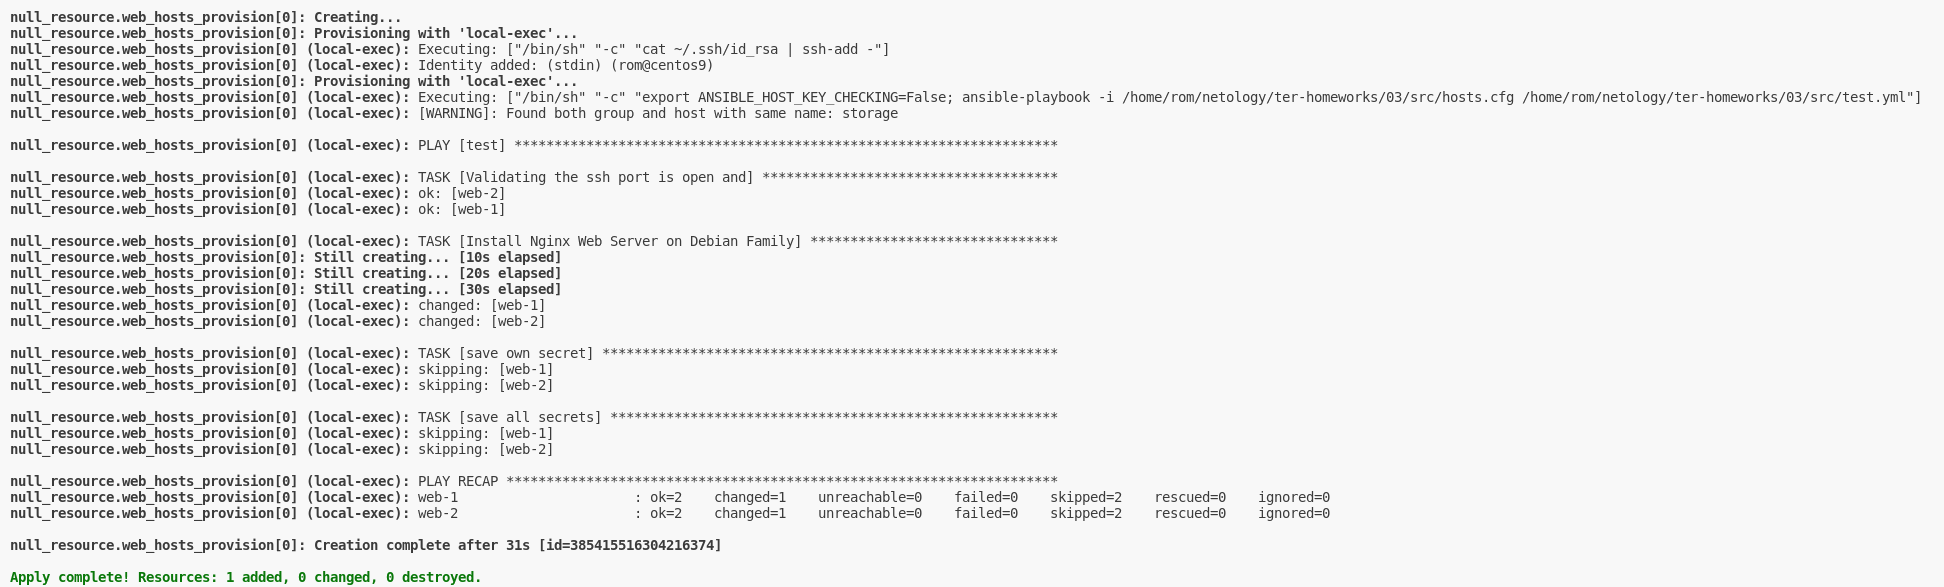 null_resource.web_hosts_provision[0]: Creating...
null_resource.web_hosts_provision[0]: Provisioning with 'local-exec'...
null_resource.web_hosts_provision[0] (local-exec): Executing: ["/bin/sh" "-c" "cat ~/.ssh/id_rsa | ssh-add -"]
null_resource.web_hosts_provision[0] (local-exec): Identity added: (stdin) (rom@centos9)
null_resource.web_hosts_provision[0]: Provisioning with 'local-exec'...
null_resource.web_hosts_provision[0] (local-exec): Executing: ["/bin/sh" "-c" "export ANSIBLE_HOST_KEY_CHECKING=False; ansible-playbook -i /home/rom/netology/ter-homeworks/03/src/hosts.cfg /home/rom/netology/ter-homeworks/03/src/test.yml"]
null_resource.web_hosts_provision[0] (local-exec): [WARNING]: Found both group and host with same name: storage
null_resource.web_hosts_provision[0] (local-exec): PLAY [test] ********************************************************************
null_resource.web_hosts_provision[0] (local-exec): TASK [Validating the ssh port is open and] *************************************
null_resource.web_hosts_provision[0] (local-exec): ok: [web-2]
null_resource.web_hosts_provision[0] (local-exec): ok: [web-1]
null_resource.web_hosts_provision[0] (local-exec): TASK [Install Nginx Web Server on Debian Family] *******************************
null_resource.web_hosts_provision[0]: Still creating... [10s elapsed]
null_resource.web_hosts_provision[0]: Still creating... [20s elapsed]
null_resource.web_hosts_provision[0]: Still creating... [30s elapsed]
null_resource.web_hosts_provision[0] (local-exec): changed: [web-1]
null_resource.web_hosts_provision[0] (local-exec): changed: [web-2]
null_resource.web_hosts_provision[0] (local-exec): TASK [save own secret] *********************************************************
null_resource.web_hosts_provision[0] (local-exec): skipping: [web-1]
null_resource.web_hosts_provision[0] (local-exec): skipping: [web-2]
null_resource.web_hosts_provision[0] (local-exec): TASK [save all secrets] ********************************************************
null_resource.web_hosts_provision[0] (local-exec): skipping: [web-1]
null_resource.web_hosts_provision[0] (local-exec): skipping: [web-2]
null_resource.web_hosts_provision[0] (local-exec): PLAY RECAP *********************************************************************
null_resource.web_hosts_provision[0] (local-exec): web-1                      : ok=2    changed=1    unreachable=0    failed=0    skipped=2    rescued=0    ignored=0
null_resource.web_hosts_provision[0] (local-exec): web-2                      : ok=2    changed=1    unreachable=0    failed=0    skipped=2    rescued=0    ignored=0
null_resource.web_hosts_provision[0]: Creation complete after 31s [id=385415516304216374]
Apply complete! Resources: 1 added, 0 changed, 0 destroyed.